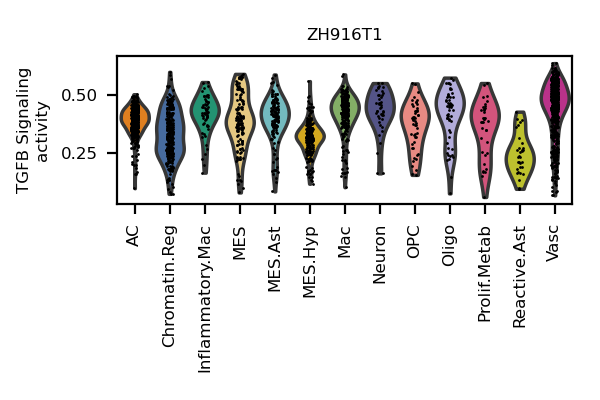 ZH916T1
TGFB Signaling
activity
0.50
0.25
AC
Chromatin.Reg
Inflammatory.Mac
MES
MES.Ast
MES.Hyp
Mac
Neuron
OPC
Oligo
Prolif.Metab
Reactive.Ast
Vasc